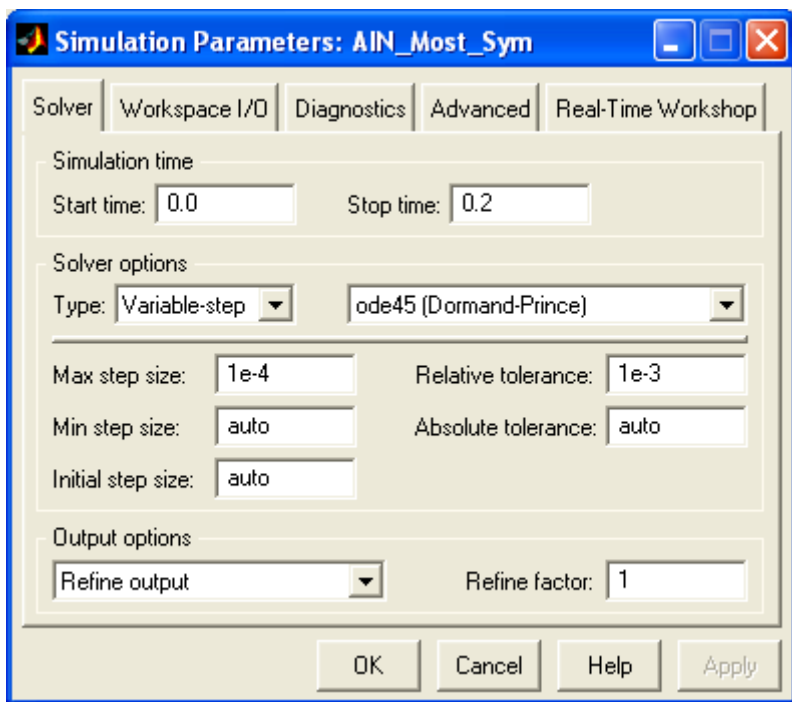 Simulation Parameters: AIN_Most_Sym
Solver Workspace I/O Diagnostics Advanced Real-Time Workshop
Simulation time
Start time: 0.0 Stop time: 0.2
Solver options
Type: Variable-step ode45 (Dormand-Prince)
Max step size: 1e-4 Relative tolerance: 1e-3
Min step size: auto Absolute tolerance: auto
Initial step size: auto
Output options
Refine output Refine factor: 1
OK Cancel Help Apply